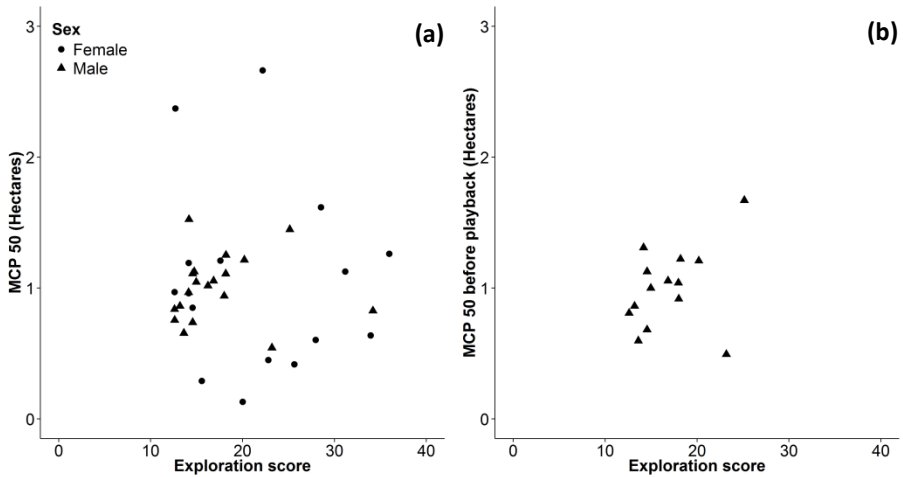 (a)
Sex
Female
Male
MCP 50 (Hectares)
3
2
1
0
0 10 20 30 40
Exploration score
(b)
MCP 50 before playback (Hectares)
3
2
1
0
0 10 20 30 40
Exploration score